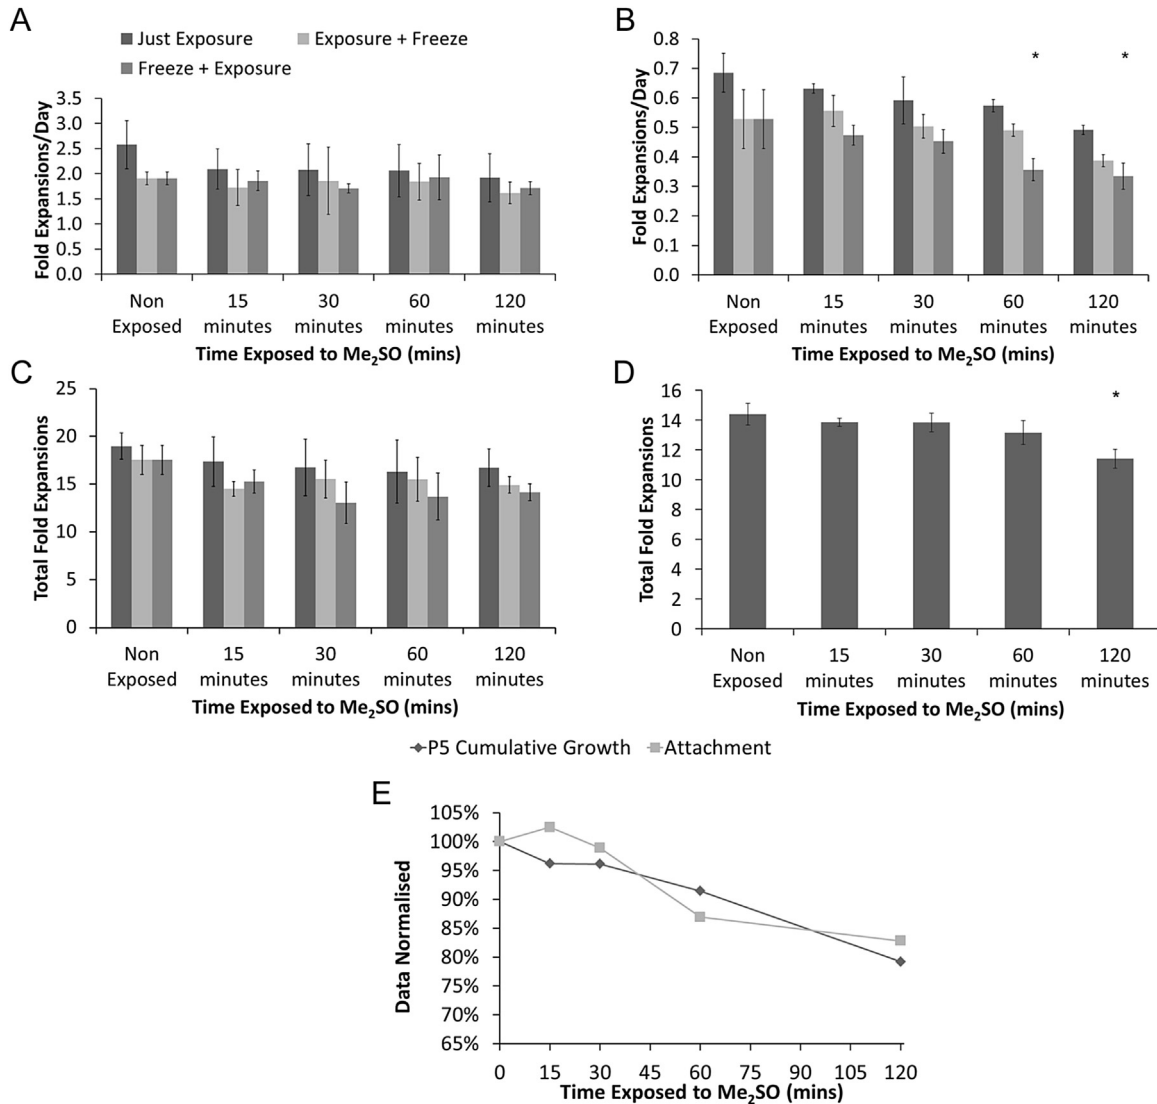 A
Just Exposure
Exposure + Freeze
Freeze + Exposure
3.5
3.0
2.5
2.0
1.5
1.0
0.5
0.0
Fold Expansions/Day
Non Exposed
15 minutes
30 minutes
60 minutes
120 minutes
Time Exposed to Me₂SO (mins)
B
0.8
0.7
0.6
0.5
0.4
0.3
0.2
0.1
0.0
Fold Expansions/Day
*
*
Non Exposed
15 minutes
30 minutes
60 minutes
120 minutes
Time Exposed to Me₂SO (mins)
C
25
20
15
10
5
0
Total Fold Expansions
Non Exposed
15 minutes
30 minutes
60 minutes
120 minutes
Time Exposed to Me₂SO (mins)
D
16
14
12
10
8
6
4
2
0
Total Fold Expansions
*
Non Exposed
15 minutes
30 minutes
60 minutes
120 minutes
Time Exposed to Me₂SO (mins)
P5 Cumulative Growth
Attachment
E
105%
100%
95%
90%
85%
80%
75%
70%
65%
Data Normalised
0 15 30 45 60 75 90 105 120
Time Exposed to Me₂SO (mins)